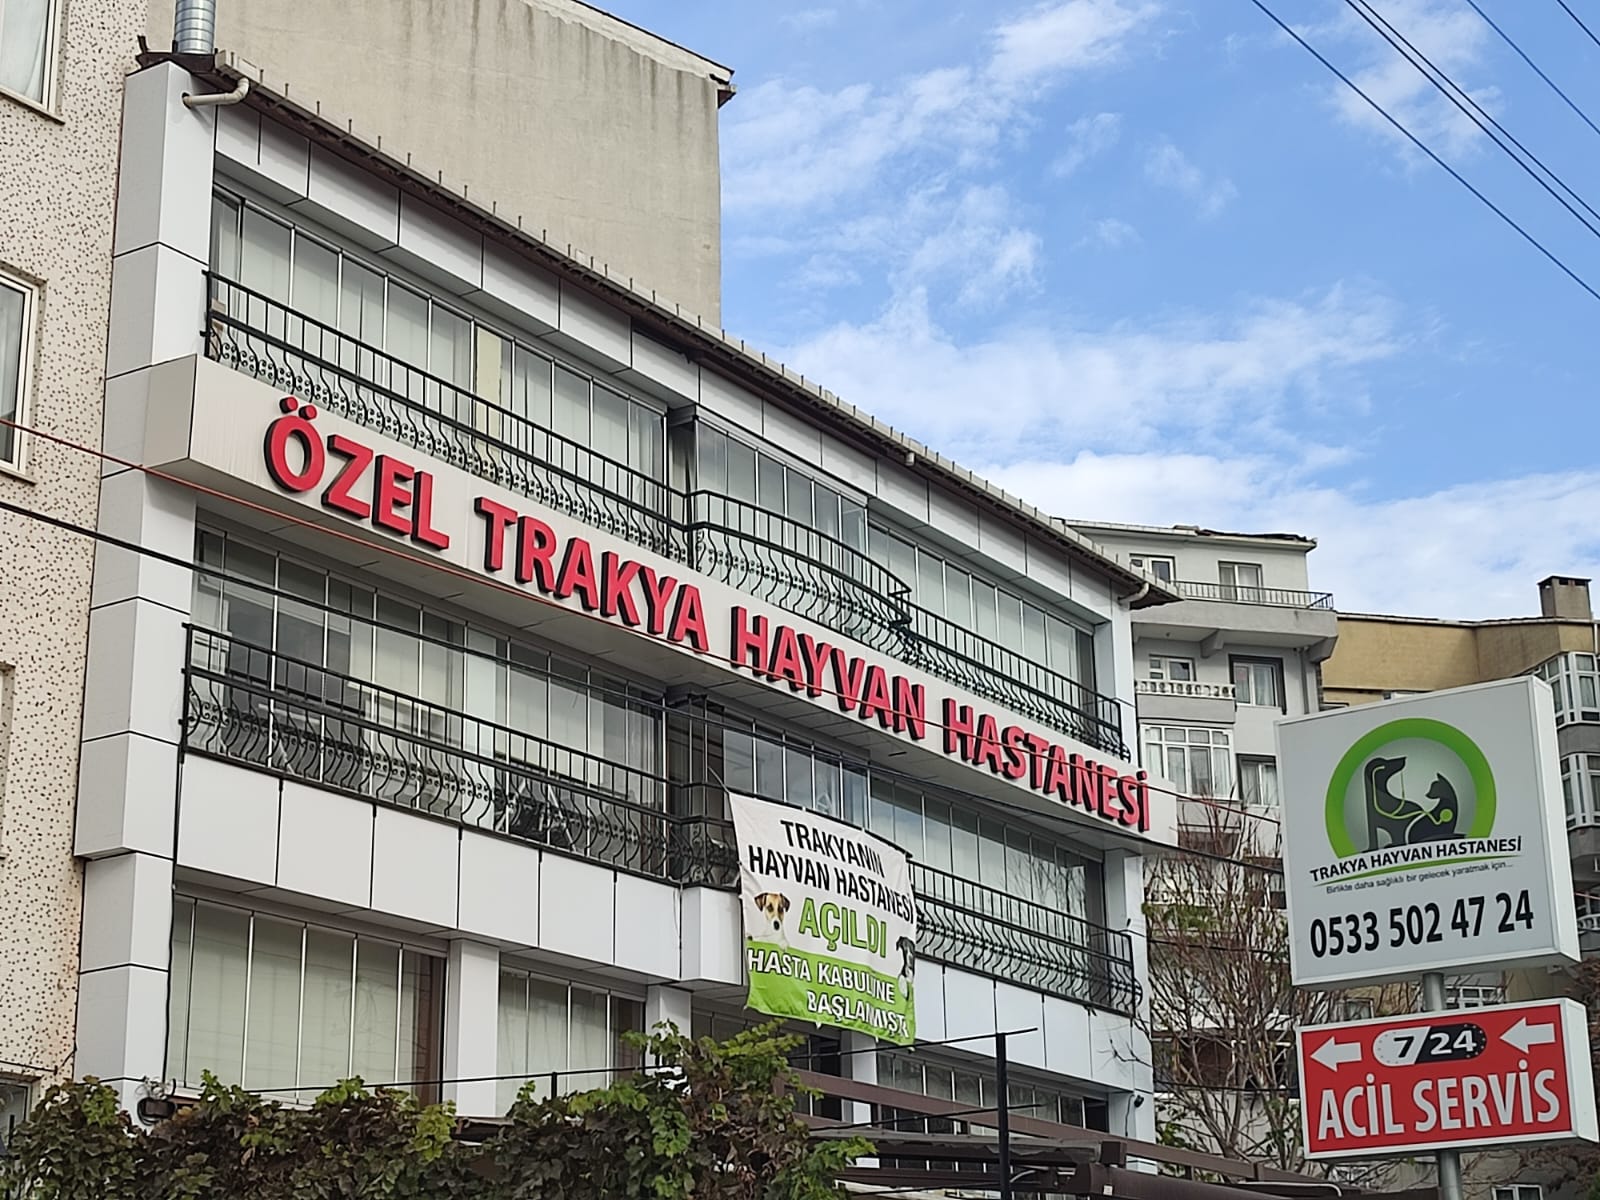 ÖZEL TRAKYA HAYVAN HASTANESİ
TRAKYANIN
HAYVAN HASTANESİ
AÇILDI
HASTA KABULÜNE
BAŞLAMIŞTI
TRAKYA HAYVAN HASTANESİ
Birlikte daha sağlıklı bir gelecek yaratmak için...
0533 502 47 24
7/24
ACİL SERVİS